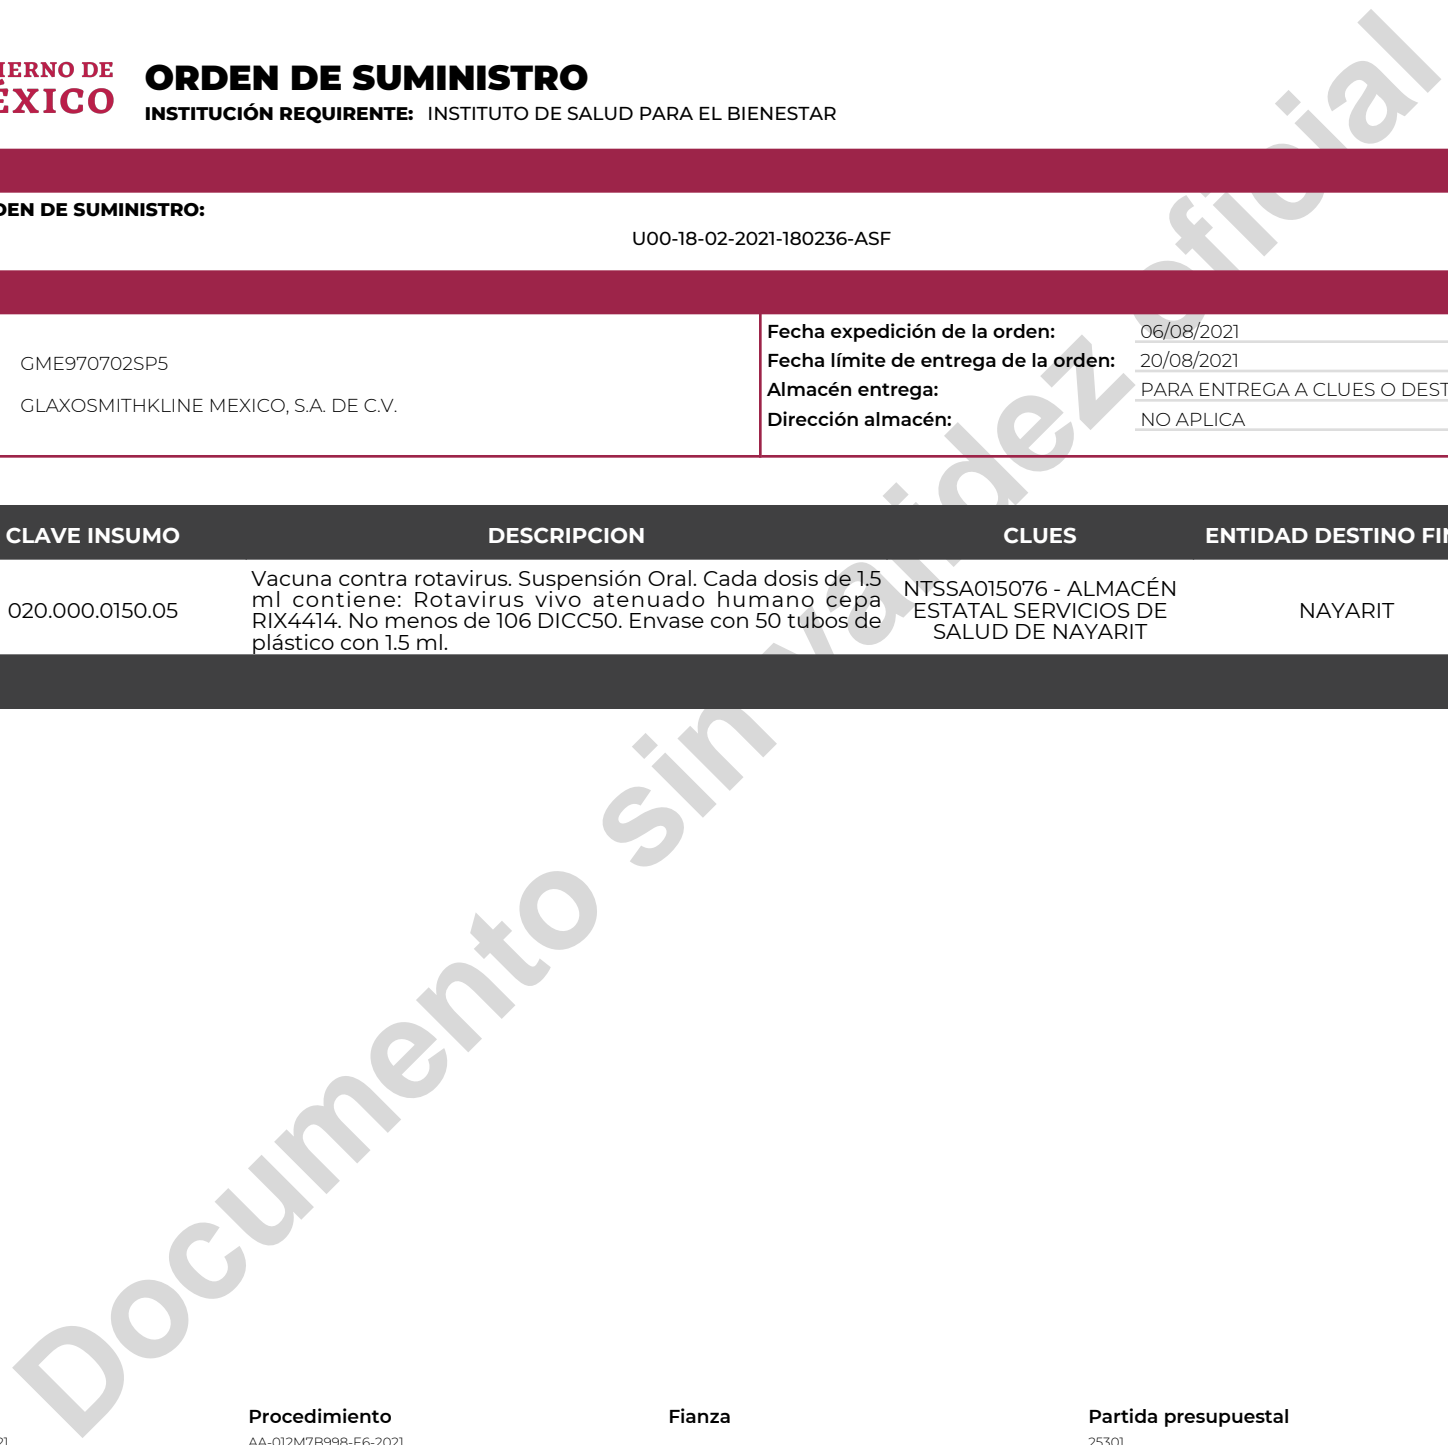 ORDEN DE SUMINISTRO
INSTITUCIÓN REQUIRENTE: INSTITUTO DE SALUD PARA EL BIENESTAR
DE SUMINISTRO:
U00-18-02-2021-180236-ASF
GME970702SP5
GLAXOSMITHKLINE MEXICO, S.A. DE C.V.
Fecha expedición de la orden: 06/08/2021
Fecha límite de entrega de la orden: 20/08/2021
Almacén entrega: PARA ENTREGA A CLUES O DEST
Dirección almacén: NO APLICA
CLAVE INSUMO DESCRIPCION CLUES ENTIDAD DESTINO
020.000.0150.05
Vacuna contra rotavirus. Suspensión Oral. Cada dosis de 1.5
ml contiene: Rotavirus vivo atenuado humano cepa
RIX4414. No menos de 106 DICC50. Envase con 50 tubos de
plástico con 1.5 ml.
NTSSA015076 - ALMACÉN
ESTATAL SERVICIOS DE
SALUD DE NAYARIT
NAYARIT
Documento sin validez oficial
Procedimiento Fianza Partida presupuestal
AA-012M7B998-E6-2021 25301